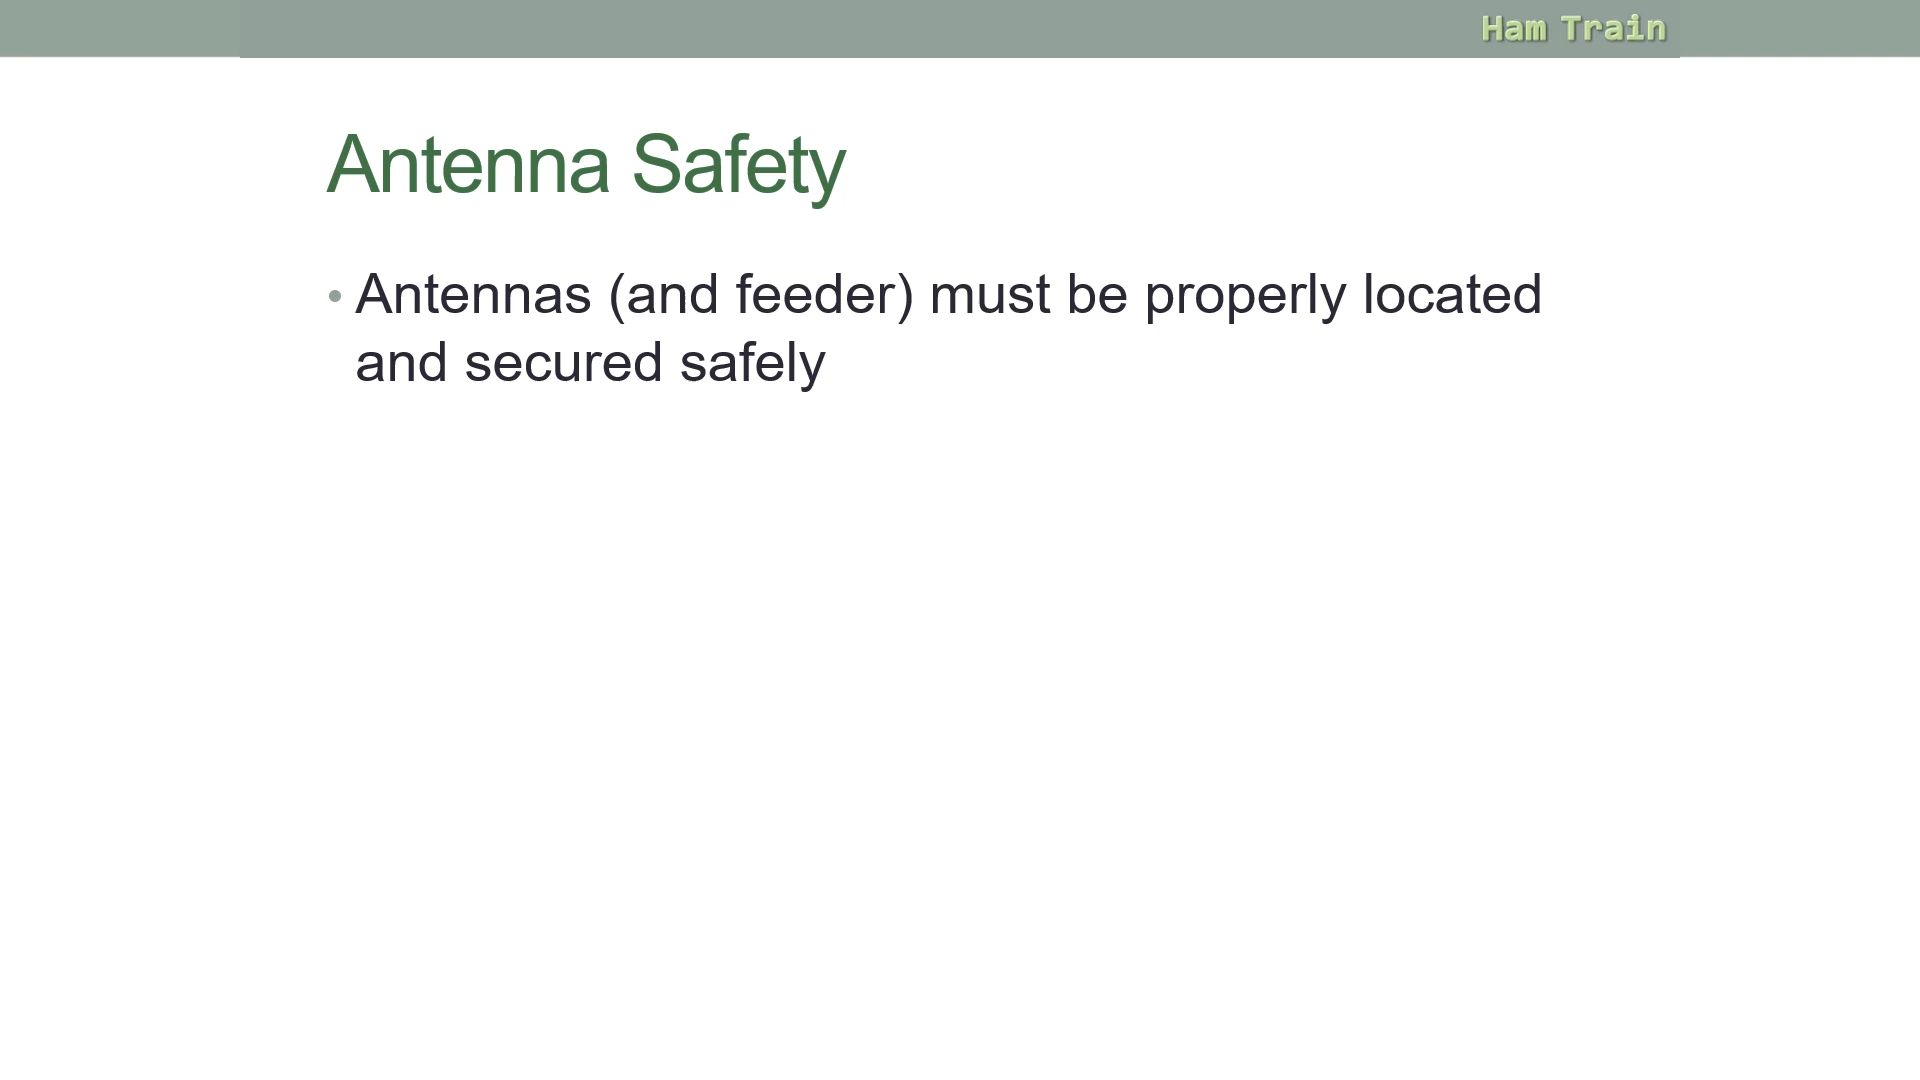 Ham Train
Antenna Safety
• Antennas (and feeder) must be properly located
and secured safely